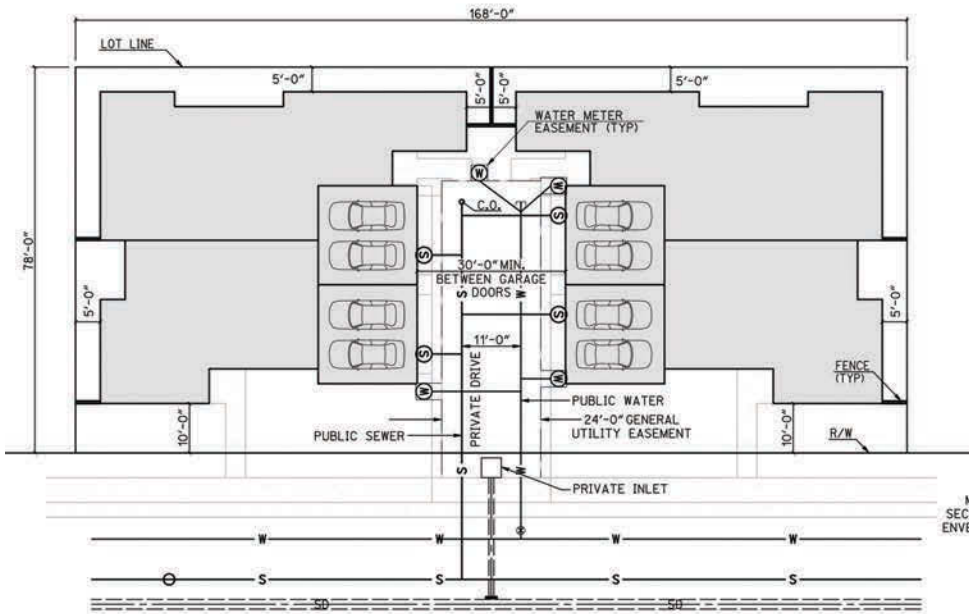 168'-0"
LOT LINE
5'-0"
5'-0"
5'-0"
5'-0"
WATER METER
EASEMENT (TYP)
W
W
C.O.
S
78'-0"
S
30'-0" MIN.
BETWEEN GARAGE
DOORS
S
W
5'-0"
5'-0"
S
11'-0"
S
PRIVATE DRIVE
W
W
FENCE
(TYP)
PUBLIC WATER
10'-0"
PUBLIC SEWER
24'-0" GENERAL
UTILITY EASEMENT
10'-0"
R/W
S
W
PRIVATE INLET
SEC
ENVE
W
W
W
W
S
S
S
S
SD
SD